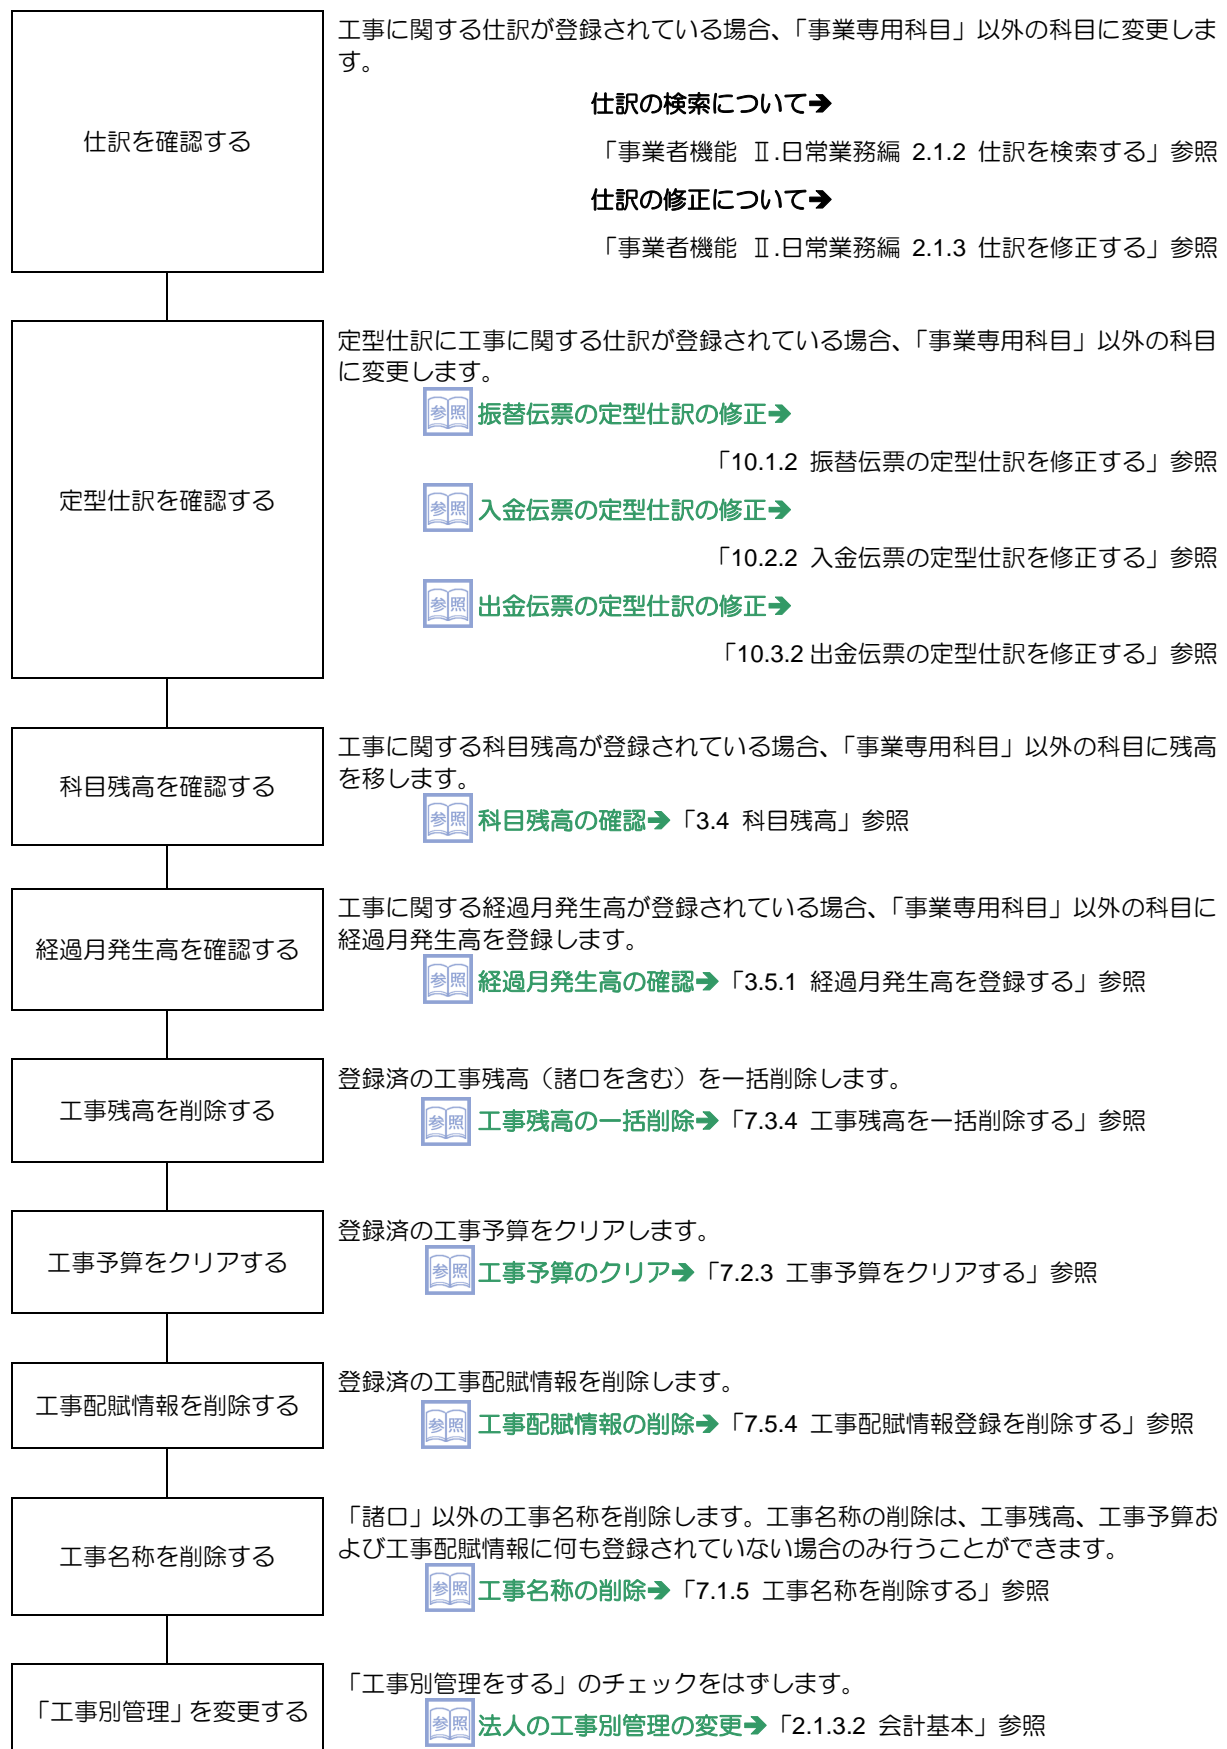 仕訳を確認する
工事に関する仕訳が登録されている場合、「事業専用科目」以外の科目に変更しま
す。
仕訳の検索について➔
「事業者機能 Ⅱ.日常業務編 2.1.2 仕訳を検索する」参照
仕訳の修正について➔
「事業者機能 Ⅱ.日常業務編 2.1.3 仕訳を修正する」参照
定型仕訳を確認する
定型仕訳に工事に関する仕訳が登録されている場合、「事業専用科目」以外の科目
に変更します。
参照 振替伝票の定型仕訳の修正➔
「10.1.2 振替伝票の定型仕訳を修正する」参照
参照 入金伝票の定型仕訳の修正➔
「10.2.2 入金伝票の定型仕訳を修正する」参照
参照 出金伝票の定型仕訳の修正➔
「10.3.2 出金伝票の定型仕訳を修正する」参照
科目残高を確認する
工事に関する科目残高が登録されている場合、「事業専用科目」以外の科目に残高
を移します。
参照 科目残高の確認➔「3.4 科目残高」参照
経過月発生高を確認する
工事に関する経過月発生高が登録されている場合、「事業専用科目」以外の科目に
経過月発生高を登録します。
参照 経過月発生高の確認➔「3.5.1 経過月発生高を登録する」参照
工事残高を削除する
登録済の工事残高（諸口を含む）を一括削除します。
参照 工事残高の一括削除➔「7.3.4 工事残高を一括削除する」参照
工事予算をクリアする
登録済の工事予算をクリアします。
参照 工事予算のクリア➔「7.2.3 工事予算をクリアする」参照
工事配賦情報を削除する
登録済の工事配賦情報を削除します。
参照 工事配賦情報の削除➔「7.5.4 工事配賦情報登録を削除する」参照
工事名称を削除する
「諸口」以外の工事名称を削除します。工事名称の削除は、工事残高、工事予算お
よび工事配賦情報に何も登録されていない場合のみ行うことができます。
参照 工事名称の削除➔「7.1.5 工事名称を削除する」参照
「工事別管理」を変更する
「工事別管理をする」のチェックをはずします。
参照 法人の工事別管理の変更➔「2.1.3.2 会計基本」参照